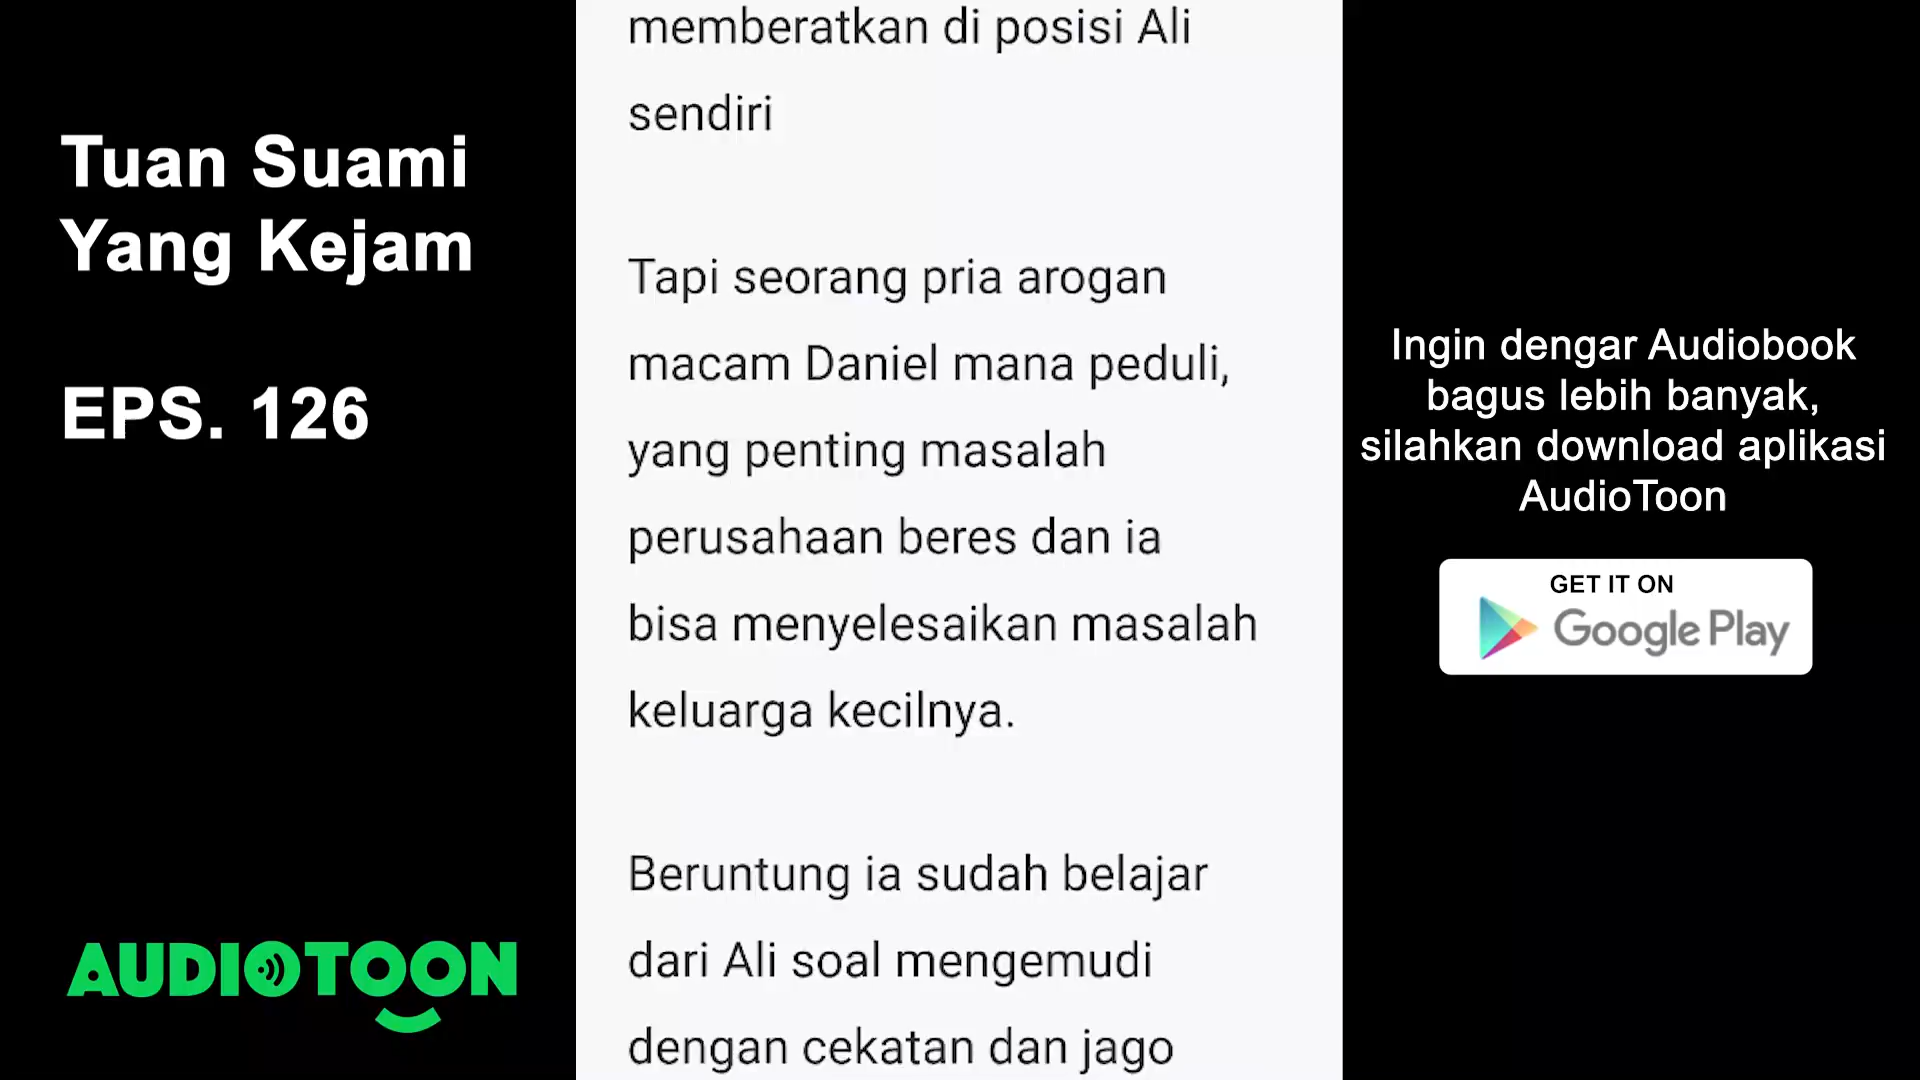 Tuan Suami
Yang Kejam
EPS. 126
AUDIOTOON
memberatkan di posisi Ali
sendiri
Tapi seorang pria arogan
macam Daniel mana peduli,
yang penting masalah
perusahaan beres dan ia
bisa menyelesaikan masalah
keluarga kecilnya.
Beruntung ia sudah belajar
dari Ali soal mengemudi
dengan cekatan dan jago
Ingin dengar Audiobook
bagus lebih banyak,
silahkan download aplikasi
AudioToon
GET IT ON
Google Play